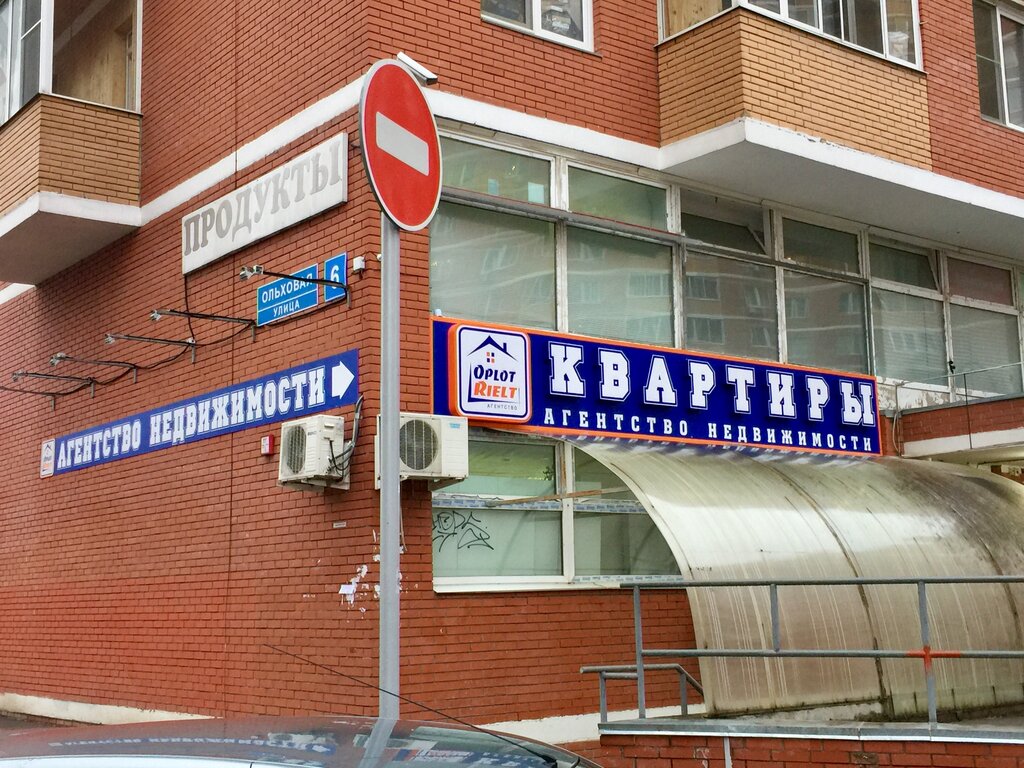 ПРОДУКТЫ
ОЛЬХОВАЯ
УЛИЦА
6
АГЕНТСТВО НЕДВИЖИМОСТИ
OPLOT
RIELT
АГЕНТСТВО
КВАРТИРЫ
АГЕНТСТВО НЕДВИЖИМОСТИ